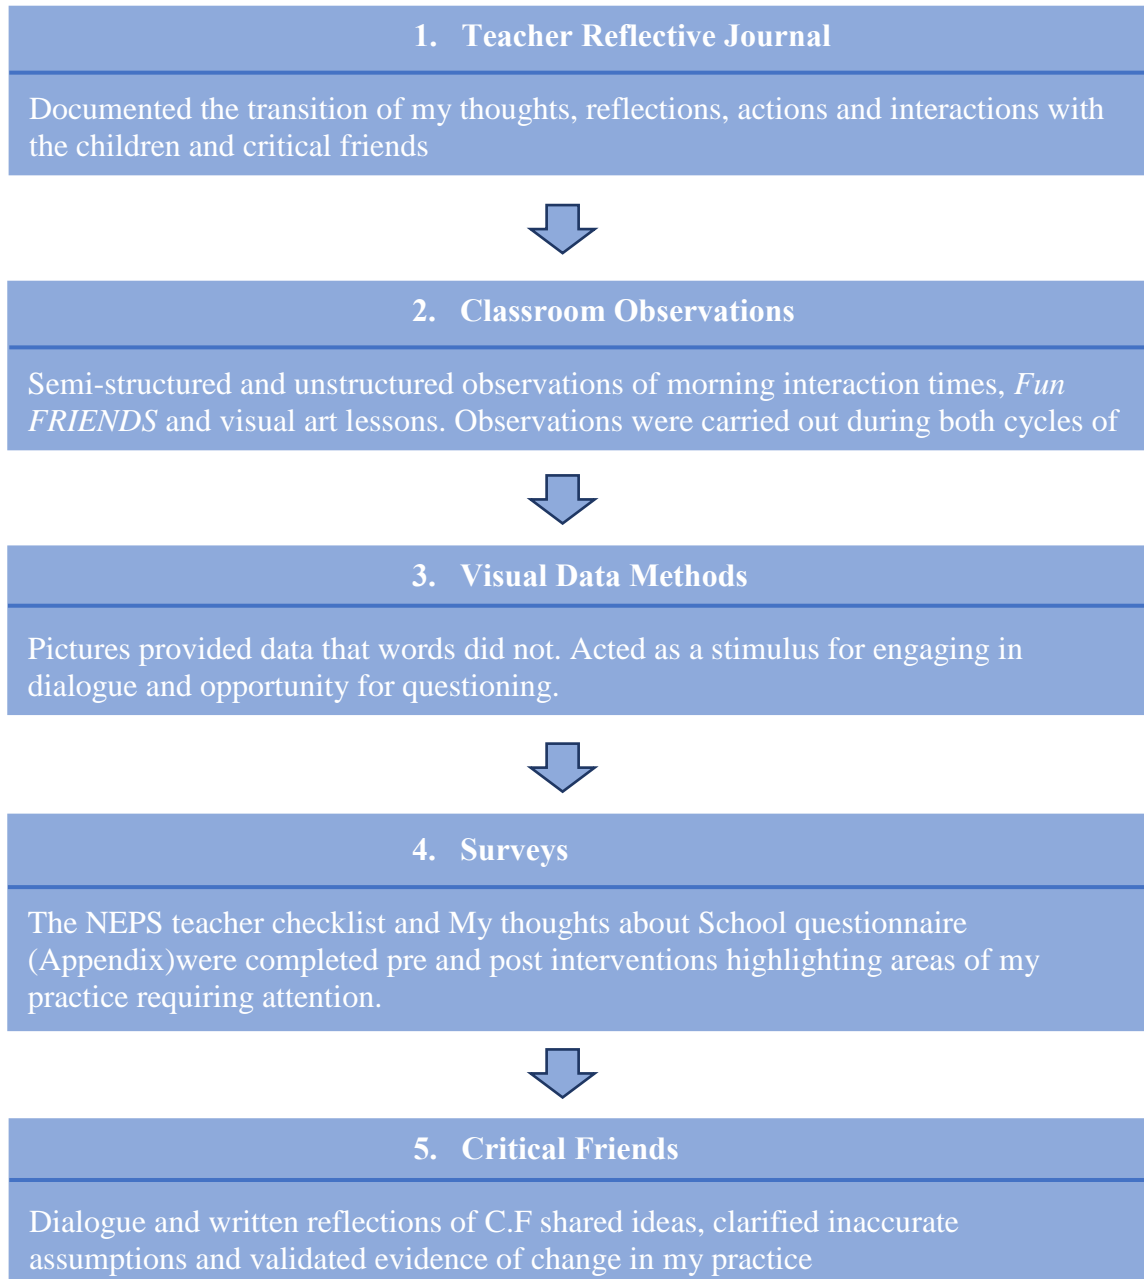 1. Teacher Reflective Journal
Documented the transition of my thoughts, reflections, actions and interactions with
the children and critical friends
2. Classroom Observations
Semi-structured and unstructured observations of morning interaction times, Fun
FRIENDS and visual art lessons. Observations were carried out during both cycles of
3. Visual Data Methods
Pictures provided data that words did not. Acted as a stimulus for engaging in
dialogue and opportunity for questioning.
4. Surveys
The NEPS teacher checklist and My thoughts about School questionnaire
(Appendix)were completed pre and post interventions highlighting areas of my
practice requiring attention.
5. Critical Friends
Dialogue and written reflections of C.F shared ideas, clarified inaccurate
assumptions and validated evidence of change in my practice